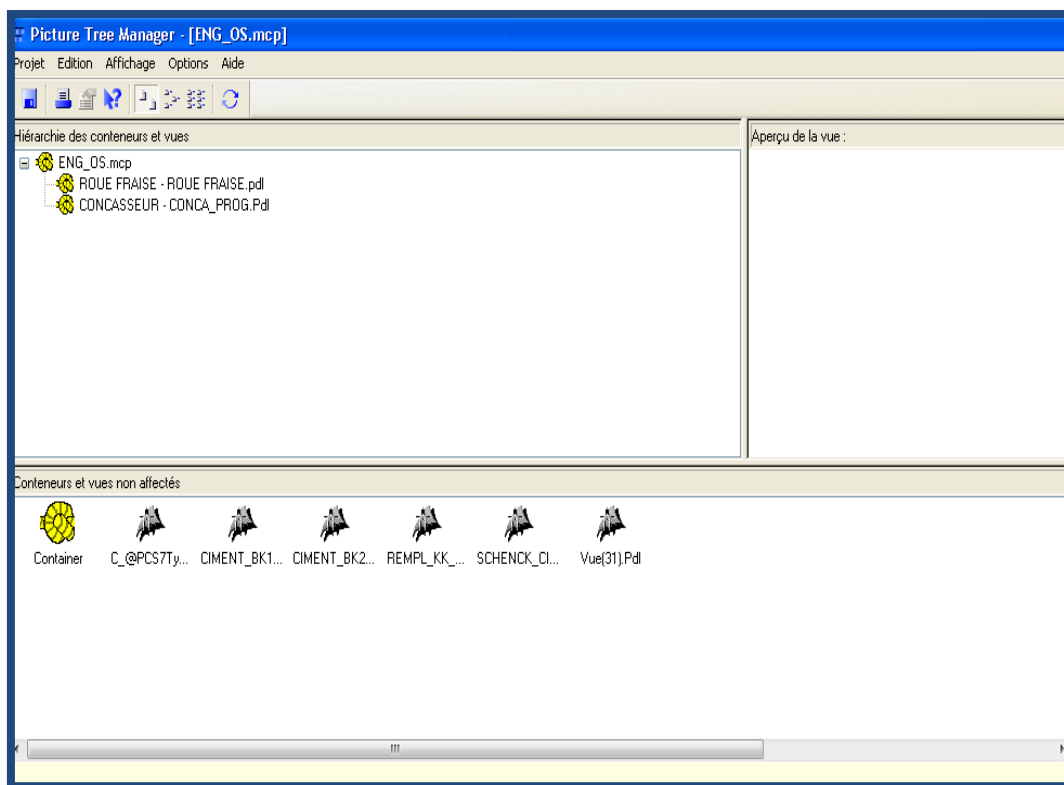 Picture Tree Manager - [ENG_OS.mcp]
Projet Edition Affichage Options Aide
Hiérarchie des conteneurs et vues
Aperçu de la vue :
ENG_OS.mcp
ROUE FRAISE - ROUE FRAISE.pdl
CONCASSEUR - CONCA_PROG.Pdl
Conteneurs et vues non affectés
Container C_@PCS7Ty... CIMENT_BK1... CIMENT_BK2... REMPL_KK_... SCHENCK_CI... Vue(31).Pdl